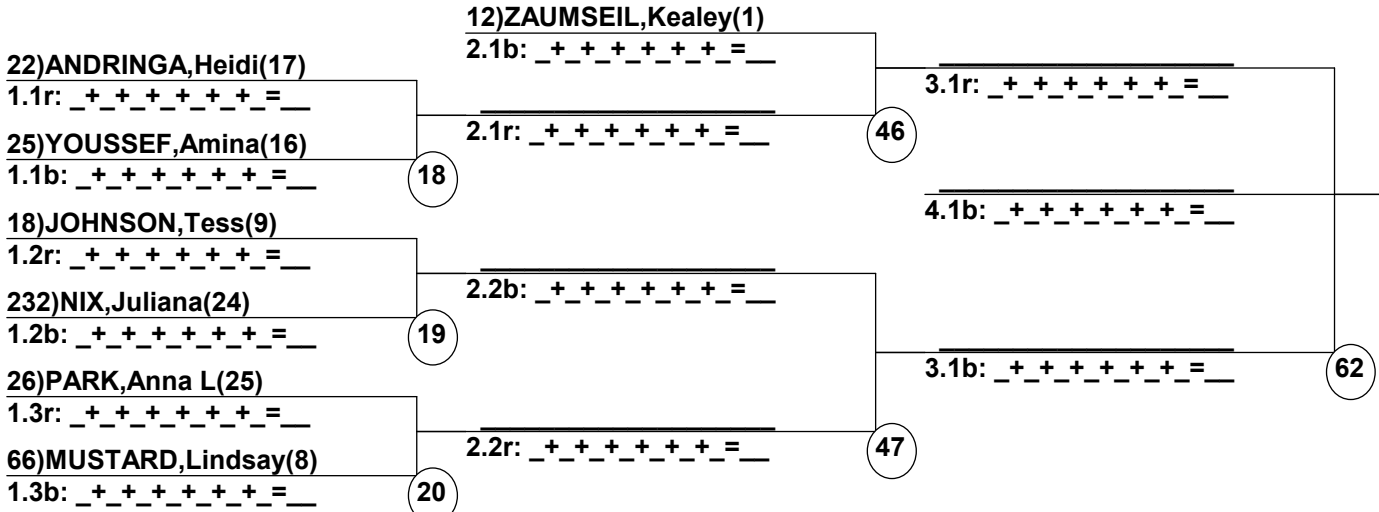 12)ZAUMSEIL,Kealey(1)
2.1b: _+_+_+_+_+_=__
22)ANDRINGA,Heidi(17)
1.1r: _+_+_+_+_+_=__
3.1r: _+_+_+_+_+_=__
2.1r: _+_+_+_+_+_=__
46
25)YOUSSEF,Amina(16)
1.1b: _+_+_+_+_+_=__
18
4.1b: _+_+_+_+_+_=__
18)JOHNSON,Tess(9)
1.2r: _+_+_+_+_+_=__
2.2b: _+_+_+_+_+_=__
232)NIX,Juliana(24)
1.2b: _+_+_+_+_+_=__
19
3.1b: _+_+_+_+_+_=__
62
26)PARK,Anna L(25)
1.3r: _+_+_+_+_+_=__
2.2r: _+_+_+_+_+_=__
47
66)MUSTARD,Lindsay(8)
1.3b: _+_+_+_+_+_=__
20